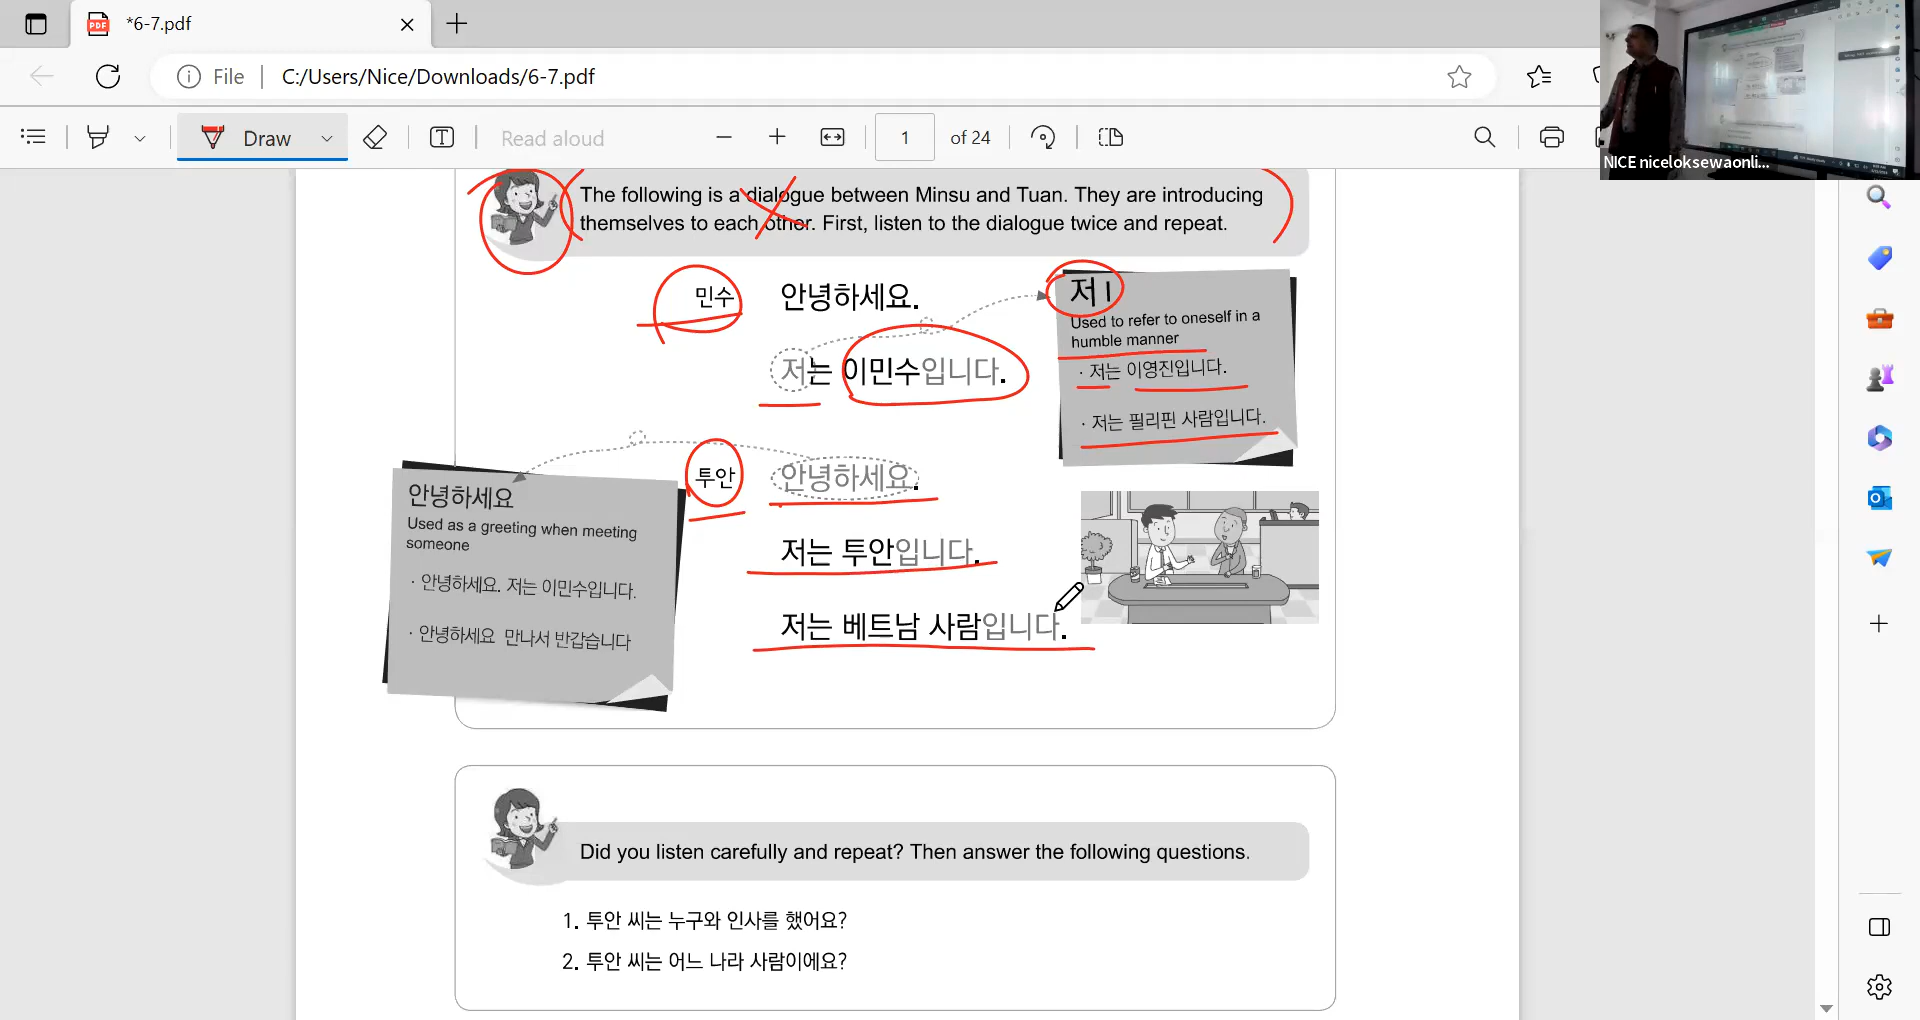 *6-7.pdf
File
C:/Users/Nice/Downloads/6-7.pdf
Draw
Read aloud
1
of 24
NICE niceloksewaonli...
The following is a dialogue between Minsu and Tuan. They are introducing
themselves to each other. First, listen to the dialogue twice and repeat.
민수
안녕하세요.
저는 이민수입니다.
저 I
Used to refer to oneself in a
humble manner
· 저는 이영진입니다.
· 저는 필리핀 사람입니다.
투안
안녕하세요.
저는 투안입니다.
저는 베트남 사람입니다.
안녕하세요
Used as a greeting when meeting
someone
· 안녕하세요. 저는 이민수입니다.
· 안녕하세요 만나서 반갑습니다
Did you listen carefully and repeat? Then answer the following questions.
1. 투안 씨는 누구와 인사를 했어요?
2. 투안 씨는 어느 나라 사람이에요?